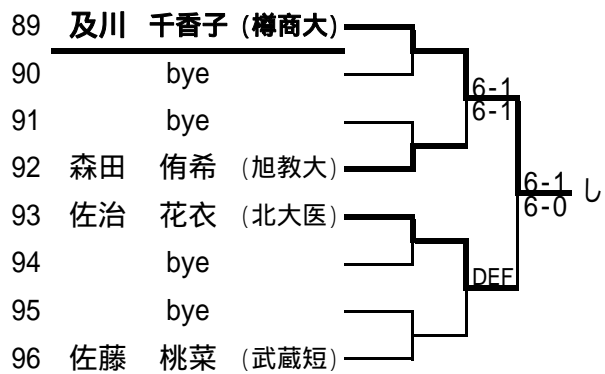 89 及川 千香子 (樽商大)
90 bye
91 bye
92 森田 侑希 (旭教大)
93 佐治 花衣 (北大医)
94 bye
95 bye
96 佐藤 桃菜 (武蔵短)
6-1
6-1
DEF
6-1
6-0
し